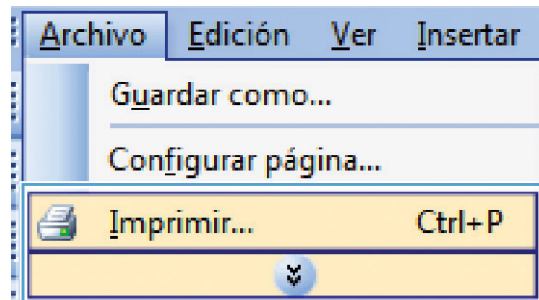 Archivo Edición Ver Insertar
Guardar como...
Configurar página...
Imprimir... Ctrl+P